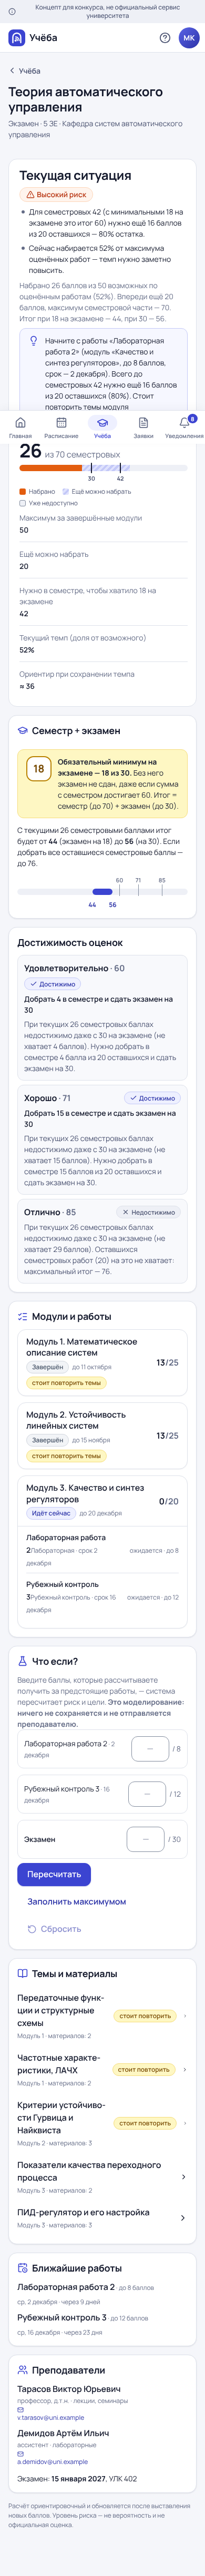 Концепт для конкурса, не официальный сервис
университета
Учёба
МК
Учёба
Теория автоматического
управления
Экзамен · 5 ЗЕ · Кафедра систем автоматического
управления
Текущая ситуация
Высокий риск
Для семестровых 42 (с минимальными 18 на
экзамене это итог 60) нужно ещё 16 баллов
из 20 оставшихся — 80% остатка.
Сейчас набирается 52% от максимума
оценённых работ — темп нужно заметно
повысить.
Набрано 26 баллов из 50 возможных по
оценённым работам (52%). Впереди ещё 20
баллов, максимум семестровой части — 70.
Итог при 18 на экзамене — 44, при 30 — 56.
Начните с работы «Лабораторная
работа 2» (модуль «Качество и
синтез регуляторов», до 8 баллов,
срок — 2 декабря). Всего до
семестровых 42 нужно ещё 16 баллов
из 20 оставшихся (80%). Стоит
повторить темы модуля
Главная
Расписание
Учёба
Заявки
Уведомления
8
26 из 70 семестровых
30
42
Набрано
Ещё можно набрать
Уже недоступно
Максимум за завершённые модули
50
Ещё можно набрать
20
Нужно в семестре, чтобы хватило 18 на
экзамене
42
Текущий темп (доля от возможного)
52%
Ориентир при сохранении темпа
≈ 36
Семестр + экзамен
18
Обязательный минимум на
экзамене — 18 из 30. Без него
экзамен не сдан, даже если сумма
с семестром достигает 60. Итог =
семестр (до 70) + экзамен (до 30).
С текущими 26 семестровыми баллами итог
будет от 44 (экзамен на 18) до 56 (на 30). Если
добрать все оставшиеся семестровые баллы —
до 76.
60
71
85
44
56
Достижимость оценок
Удовлетворительно · 60
Достижимо
Добрать 4 в семестре и сдать экзамен на
30
При текущих 26 семестровых баллах
недостижимо даже с 30 на экзамене (не
хватает 4 баллов). Нужно добрать в
семестре 4 балла из 20 оставшихся и сдать
экзамен на 30.
Хорошо · 71
Достижимо
Добрать 15 в семестре и сдать экзамен на
30
При текущих 26 семестровых баллах
недостижимо даже с 30 на экзамене (не
хватает 15 баллов). Нужно добрать в
семестре 15 баллов из 20 оставшихся и
сдать экзамен на 30.
Отлично · 85
Недостижимо
При текущих 26 семестровых баллах
недостижимо даже с 30 на экзамене (не
хватает 29 баллов). Оставшихся
семестровых работ (20) на это не хватает:
максимальный итог — 76.
Модули и работы
Модуль 1. Математическое
описание систем
13/25
Завершён
до 11 октября
стоит повторить темы
Модуль 2. Устойчивость
линейных систем
13/25
Завершён
до 15 ноября
стоит повторить темы
Модуль 3. Качество и синтез
регуляторов
0/20
Идёт сейчас
до 20 декабря
Лабораторная работа
2Лабораторная · срок 2
декабря
ожидается · до 8
Рубежный контроль
3Рубежный контроль · срок 16
декабря
ожидается · до 12
Что если?
Введите баллы, которые рассчитываете
получить за предстоящие работы, — система
пересчитает риск и цели. Это моделирование:
ничего не сохраняется и не отправляется
преподавателю.
Лабораторная работа 2 · 2
декабря
— / 8
Рубежный контроль 3 · 16
декабря
— / 12
Экзамен
— / 30
Пересчитать
Заполнить максимумом
Сбросить
Темы и материалы
Передаточные функ-
ции и структурные
схемы
стоит повторить
Модуль 1 · материалов: 2
Частотные характе-
ристики, ЛАЧХ
стоит повторить
Модуль 1 · материалов: 2
Критерии устойчиво-
сти Гурвица и
Найквиста
стоит повторить
Модуль 2 · материалов: 3
Показатели качества переходного
процесса
Модуль 3 · материалов: 2
ПИД-регулятор и его настройка
Модуль 3 · материалов: 3
Ближайшие работы
Лабораторная работа 2 · до 8 баллов
ср, 2 декабря · через 9 дней
Рубежный контроль 3 · до 12 баллов
ср, 16 декабря · через 23 дня
Преподаватели
Тарасов Виктор Юрьевич
профессор, д.т.н. · лекции, семинары
v.tarasov@uni.example
Демидов Артём Ильич
ассистент · лабораторные
a.demidov@uni.example
Экзамен: 15 января 2027, УЛК 402
Расчёт ориентировочный и обновляется после выставления
новых баллов. Уровень риска — не вероятность и не
официальная оценка.